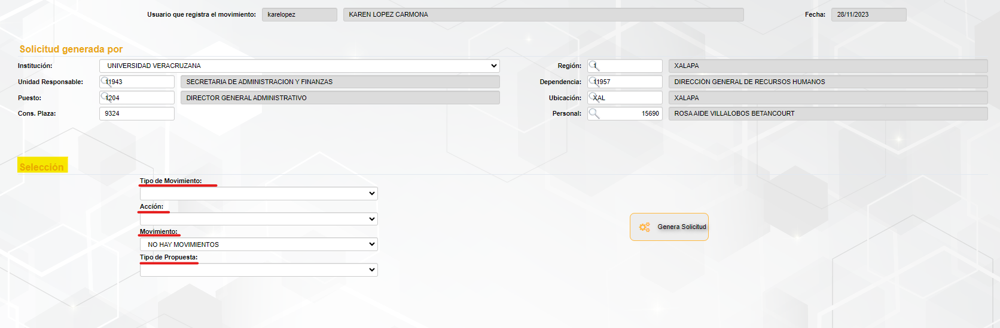 Usuario que registra el movimiento: karelopez KAREN LOPEZ CARMONA Fecha: 28/11/2023
Solicitud generada por
Institución: UNIVERSIDAD VERACRUZANA Región: 1 XALAPA
Unidad Responsable: 11943 SECRETARIA DE ADMINISTRACION Y FINANZAS Dependencia: 11957 DIRECCIÓN GENERAL DE RECURSOS HUMANOS
Puesto: 1204 DIRECTOR GENERAL ADMINISTRATIVO Ubicación: XAL XALAPA
Cons. Plaza: 9324 Personal: 15690 ROSA AIDE VILLALOBOS BETANCOURT
Selección
Tipo de Movimiento:
Acción:
Genera Solicitud
Movimiento:
NO HAY MOVIMIENTOS
Tipo de Propuesta: